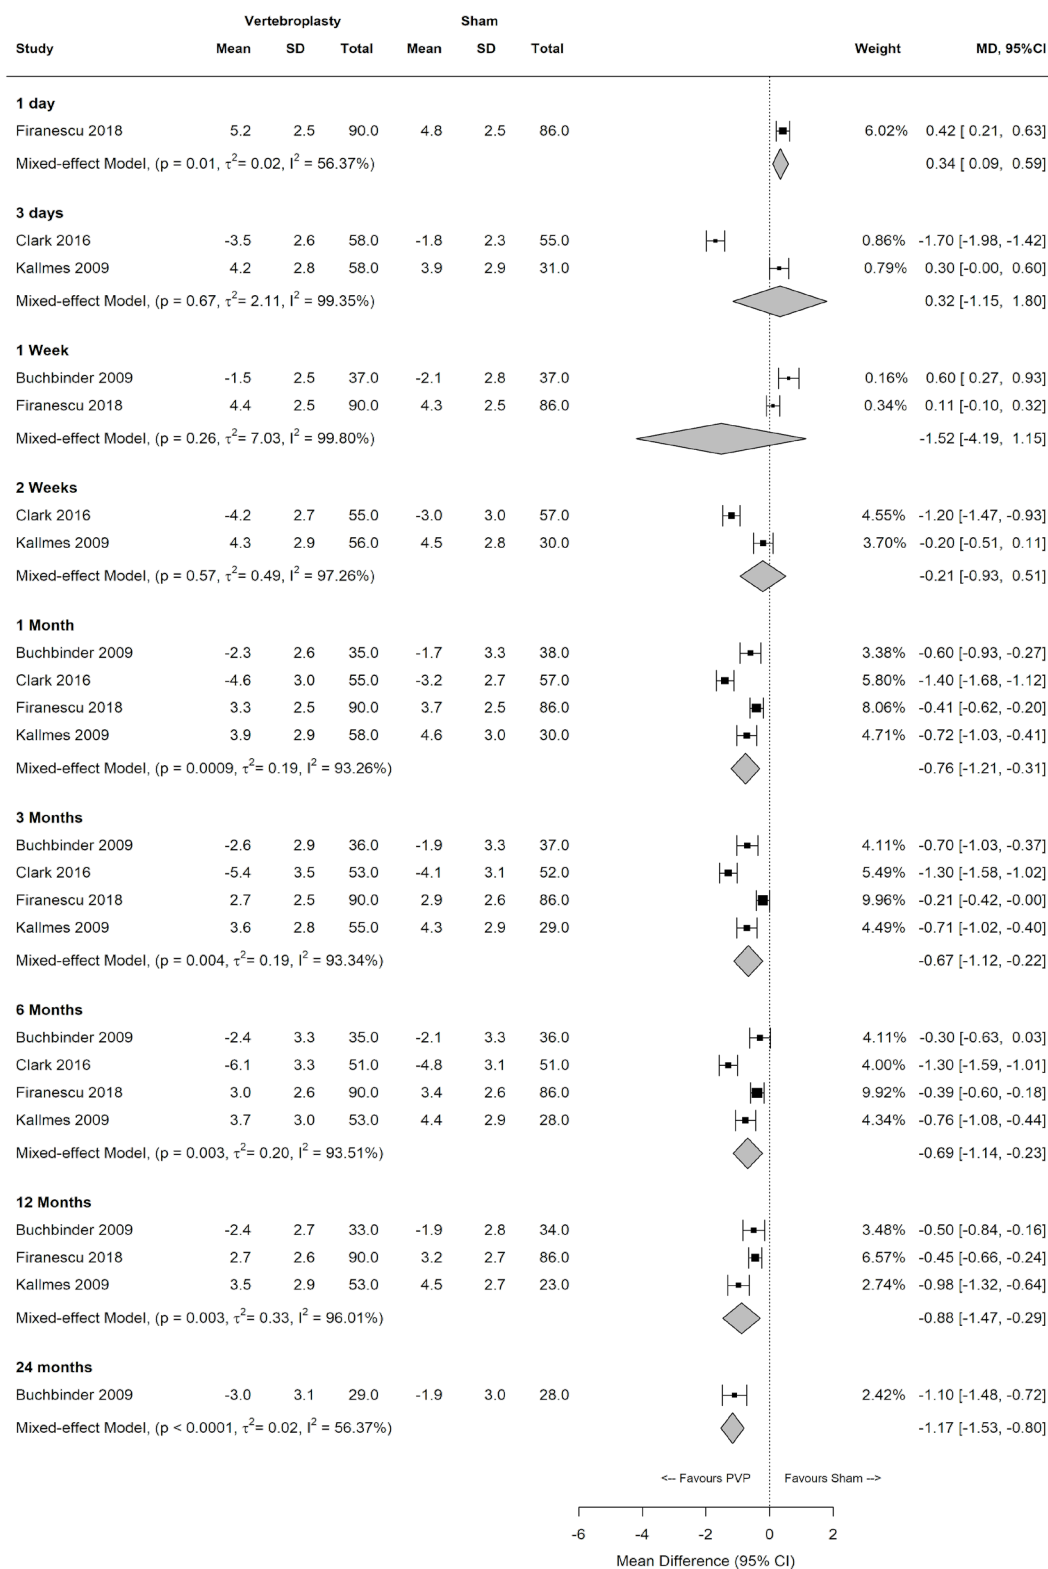 Vertebroplasty Sham
Study Mean SD Total Mean SD Total Weight MD, 95%CI
1 day
Firanescu 2018 5.2 2.5 90.0 4.8 2.5 86.0 6.02% 0.42 [ 0.21, 0.63]
Mixed-effect Model, (p = 0.01, τ²= 0.02, I² = 56.37%) 0.34 [ 0.09, 0.59]
3 days
Clark 2016 -3.5 2.6 58.0 -1.8 2.3 55.0 0.86% -1.70 [-1.98, -1.42]
Kallmes 2009 4.2 2.8 58.0 3.9 2.9 31.0 0.79% 0.30 [-0.00, 0.60]
Mixed-effect Model, (p = 0.67, τ²= 2.11, I² = 99.35%) 0.32 [-1.15, 1.80]
1 Week
Buchbinder 2009 -1.5 2.5 37.0 -2.1 2.8 37.0 0.16% 0.60 [ 0.27, 0.93]
Firanescu 2018 4.4 2.5 90.0 4.3 2.5 86.0 0.34% 0.11 [-0.10, 0.32]
Mixed-effect Model, (p = 0.26, τ²= 7.03, I² = 99.80%) -1.52 [-4.19, 1.15]
2 Weeks
Clark 2016 -4.2 2.7 55.0 -3.0 3.0 57.0 4.55% -1.20 [-1.47, -0.93]
Kallmes 2009 4.3 2.9 56.0 4.5 2.8 30.0 3.70% -0.20 [-0.51, 0.11]
Mixed-effect Model, (p = 0.57, τ²= 0.49, I² = 97.26%) -0.21 [-0.93, 0.51]
1 Month
Buchbinder 2009 -2.3 2.6 35.0 -1.7 3.3 38.0 3.38% -0.60 [-0.93, -0.27]
Clark 2016 -4.6 3.0 55.0 -3.2 2.7 57.0 5.80% -1.40 [-1.68, -1.12]
Firanescu 2018 3.3 2.5 90.0 3.7 2.5 86.0 8.06% -0.41 [-0.62, -0.20]
Kallmes 2009 3.9 2.9 58.0 4.6 3.0 30.0 4.71% -0.72 [-1.03, -0.41]
Mixed-effect Model, (p = 0.0009, τ²= 0.19, I² = 93.26%) -0.76 [-1.21, -0.31]
3 Months
Buchbinder 2009 -2.6 2.9 36.0 -1.9 3.3 37.0 4.11% -0.70 [-1.03, -0.37]
Clark 2016 -5.4 3.5 53.0 -4.1 3.1 52.0 5.49% -1.30 [-1.58, -1.02]
Firanescu 2018 2.7 2.5 90.0 2.9 2.6 86.0 9.96% -0.21 [-0.42, -0.00]
Kallmes 2009 3.6 2.8 55.0 4.3 2.9 29.0 4.49% -0.71 [-1.02, -0.40]
Mixed-effect Model, (p = 0.004, τ²= 0.19, I² = 93.34%) -0.67 [-1.12, -0.22]
6 Months
Buchbinder 2009 -2.4 3.3 35.0 -2.1 3.3 36.0 4.11% -0.30 [-0.63, 0.03]
Clark 2016 -6.1 3.3 51.0 -4.8 3.1 51.0 4.00% -1.30 [-1.59, -1.01]
Firanescu 2018 3.0 2.6 90.0 3.4 2.6 86.0 9.92% -0.39 [-0.60, -0.18]
Kallmes 2009 3.7 3.0 53.0 4.4 2.9 28.0 4.34% -0.76 [-1.08, -0.44]
Mixed-effect Model, (p = 0.003, τ²= 0.20, I² = 93.51%) -0.69 [-1.14, -0.23]
12 Months
Buchbinder 2009 -2.4 2.7 33.0 -1.9 2.8 34.0 3.48% -0.50 [-0.84, -0.16]
Firanescu 2018 2.7 2.6 90.0 3.2 2.7 86.0 6.57% -0.45 [-0.66, -0.24]
Kallmes 2009 3.5 2.9 53.0 4.5 2.7 23.0 2.74% -0.98 [-1.32, -0.64]
Mixed-effect Model, (p = 0.003, τ²= 0.33, I² = 96.01%) -0.88 [-1.47, -0.29]
24 months
Buchbinder 2009 -3.0 3.1 29.0 -1.9 3.0 28.0 2.42% -1.10 [-1.48, -0.72]
Mixed-effect Model, (p < 0.0001, τ²= 0.02, I² = 56.37%) -1.17 [-1.53, -0.80]
<-- Favours PVP Favours Sham -->
-6 -4 -2 0 2
Mean Difference (95% CI)